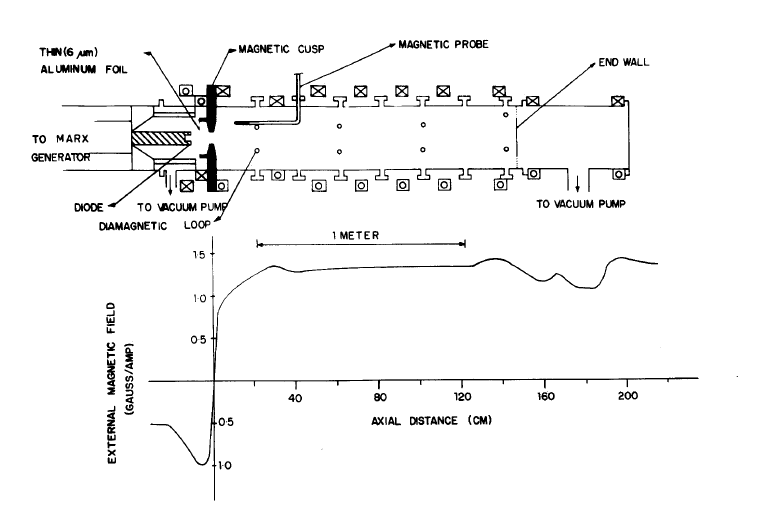 THIN (6 µm)
ALUMINUM FOIL
MAGNETIC CUSP
MAGNETIC PROBE
END WALL
TO MARX
GENERATOR
DIODE
TO VACUUM PUMP
DIAMAGNETIC LOOP
TO VACUUM PUMP
1 METER
1·5
1·0
0·5
0·5
1·0
40
80
120
160
200
AXIAL DISTANCE (CM)
EXTERNAL MAGNETIC FIELD
(GAUSS/AMP)